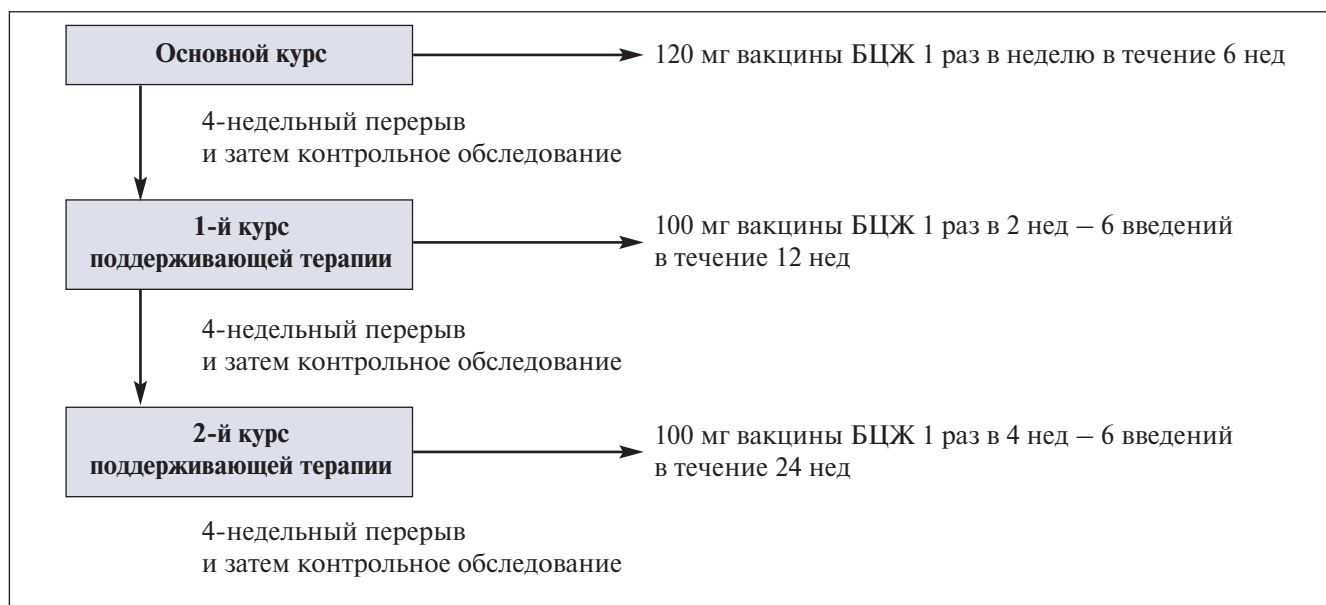 Основной курс
120 мг вакцины БЦЖ 1 раз в неделю в течение 6 нед
4-недельный перерыв
и затем контрольное обследование
1-й курс
поддерживающей терапии
100 мг вакцины БЦЖ 1 раз в 2 нед – 6 введений
в течение 12 нед
4-недельный перерыв
и затем контрольное обследование
2-й курс
поддерживающей терапии
100 мг вакцины БЦЖ 1 раз в 4 нед – 6 введений
в течение 24 нед
4-недельный перерыв
и затем контрольное обследование